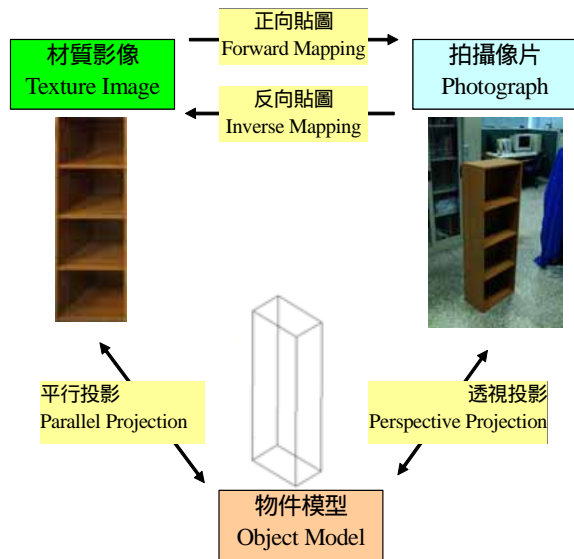 正向貼圖
Forward Mapping
材質影像
Texture Image
拍攝像片
Photograph
反向貼圖
Inverse Mapping
平行投影
Parallel Projection
透視投影
Perspective Projection
物件模型
Object Model